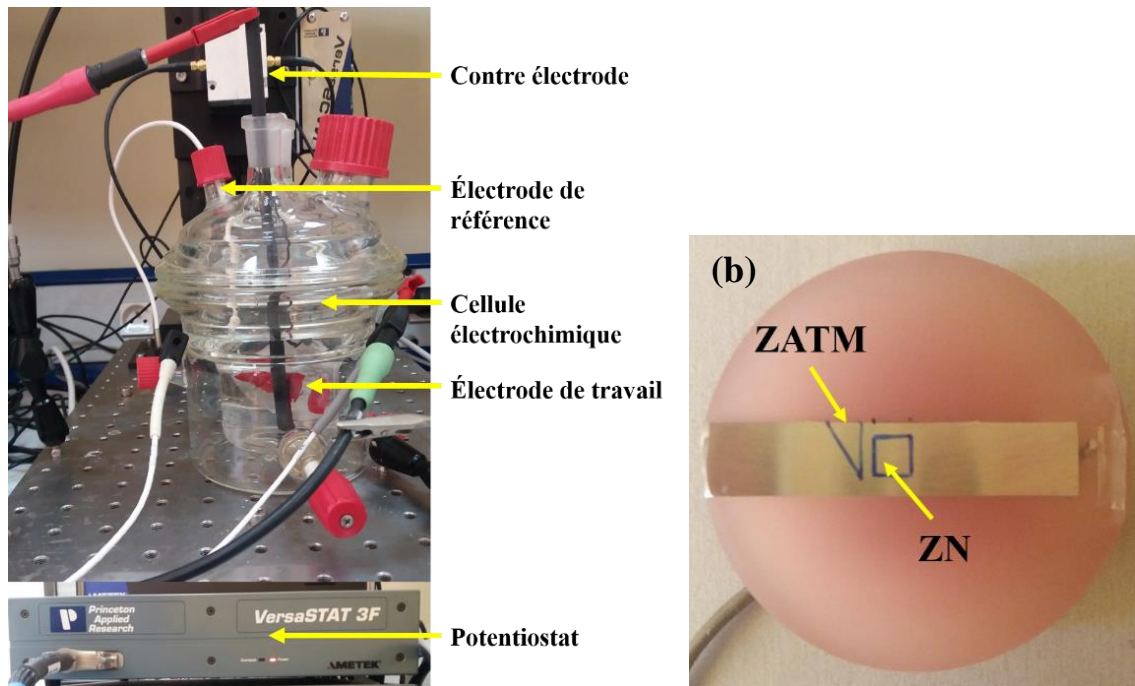 Contre électrode
Électrode de
référence
Cellule
électrochimique
Électrode de travail
Princeton
Applied
Research
VersaSTAT 3F
AMETEK
Potentiostat
(b)
ZATM
ZN